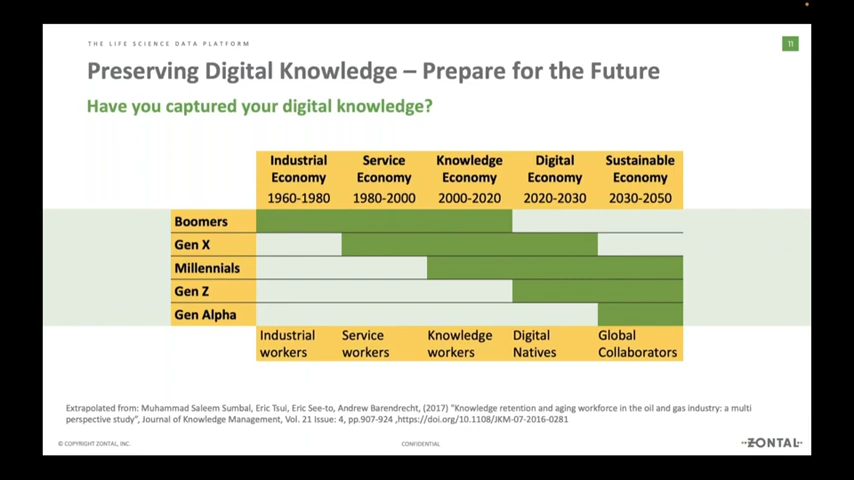 THE LIFE SCIENCE DATA PLATFORM
11
Preserving Digital Knowledge – Prepare for the Future
Have you captured your digital knowledge?
Industrial Economy 1960-1980
Service Economy 1980-2000
Knowledge Economy 2000-2020
Digital Economy 2020-2030
Sustainable Economy 2030-2050
Boomers
Gen X
Millennials
Gen Z
Gen Alpha
Industrial workers
Service workers
Knowledge workers
Digital Natives
Global Collaborators
Extrapolated from: Muhammad Saleem Sumbal, Eric Tsui, Eric See-to, Andrew Barendrecht, (2017) "Knowledge retention and aging workforce in the oil and gas industry: a multi
perspective study", Journal of Knowledge Management, Vol. 21 Issue: 4, pp.907-924 ,https://doi.org/10.1108/JKM-07-2016-0281
© COPYRIGHT ZONTAL, INC.
CONFIDENTIAL
ZONTAL